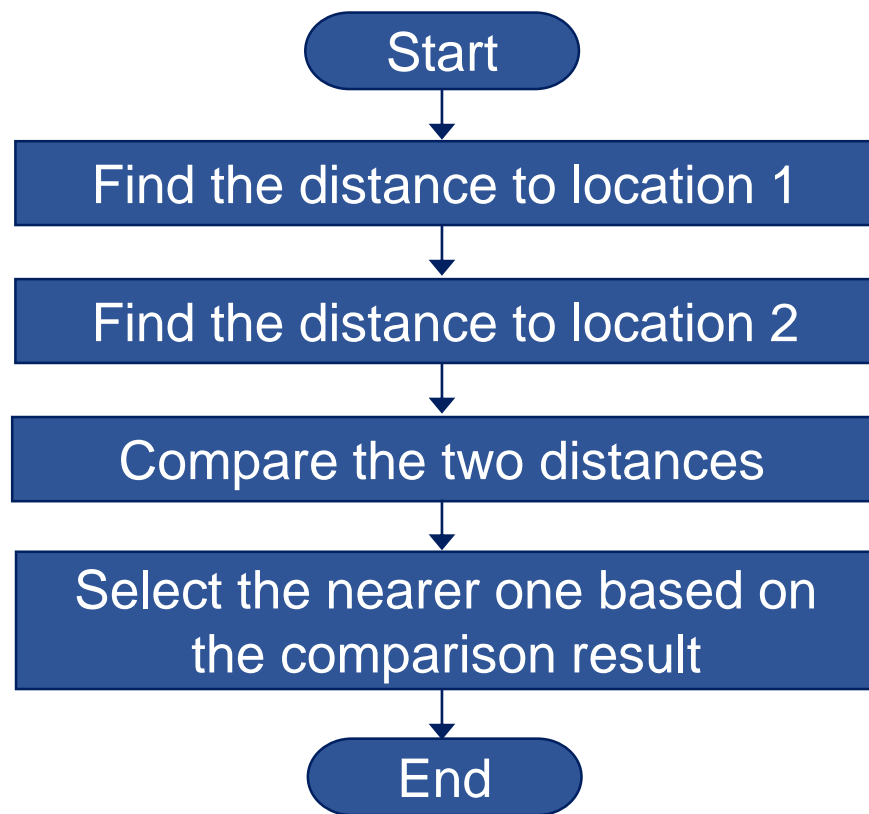 Start
Find the distance to location 1
Find the distance to location 2
Compare the two distances
Select the nearer one based on
the comparison result
End